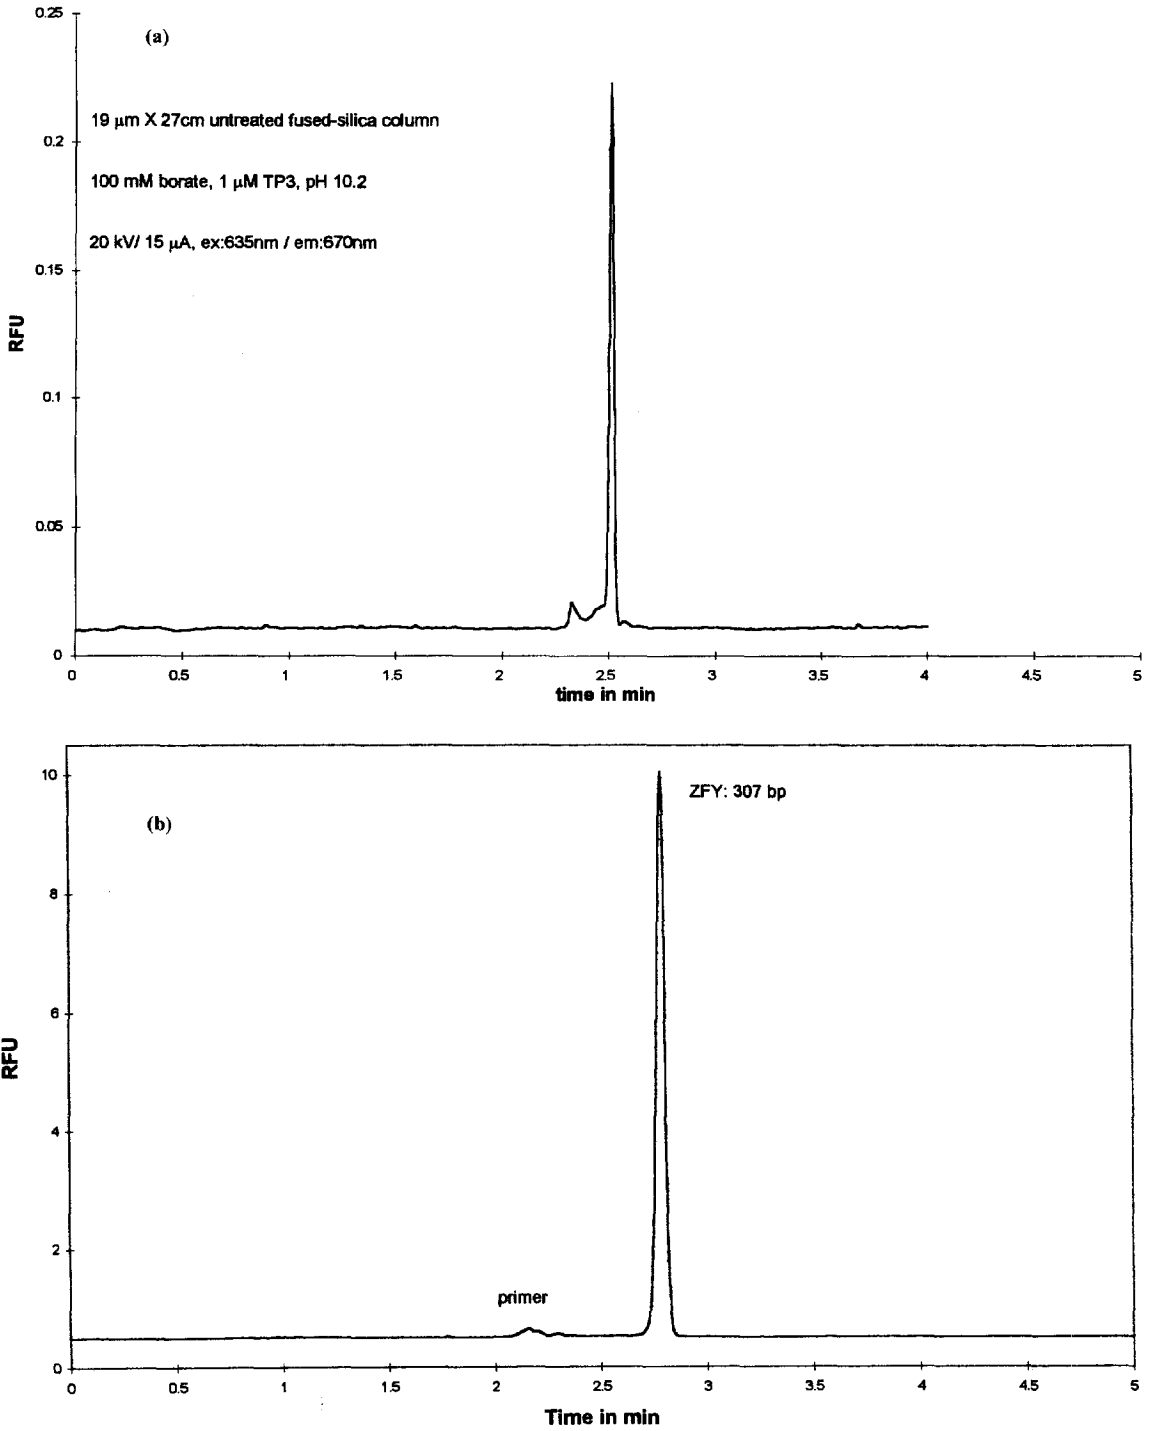 0.25
(a)
19 μm X 27cm untreated fused-silica column
0.2
100 mM borate, 1 μM TP3, pH 10.2
20 kV/ 15 μA, ex:635nm / em:670nm
0.15
RFU
0.1
0.05
0
0 0.5 1 1.5 2 2.5 3 3.5 4 4.5 5
time in min
10
ZFY: 307 bp
(b)
8
6
RFU
4
2
primer
0
0 0.5 1 1.5 2 2.5 3 3.5 4 4.5 5
Time in min